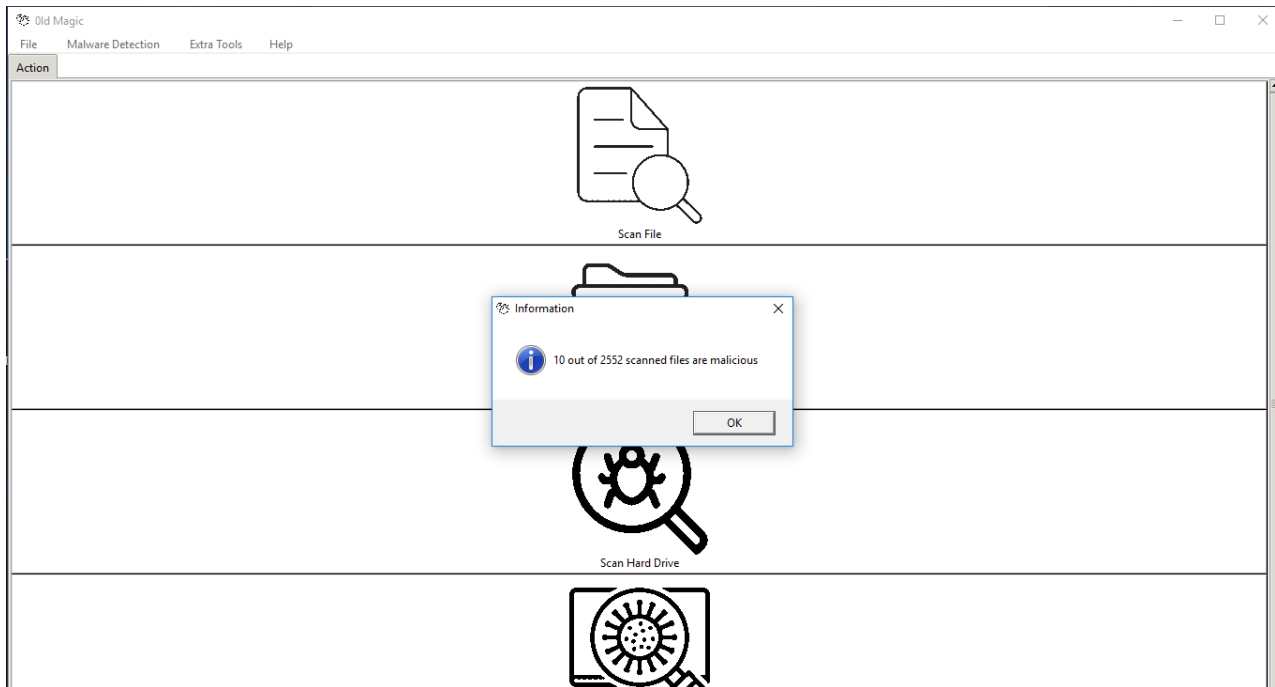 0ld Magic
File Malware Detection Extra Tools Help
Action
Scan File
Information
10 out of 2552 scanned files are malicious
OK
Scan Hard Drive